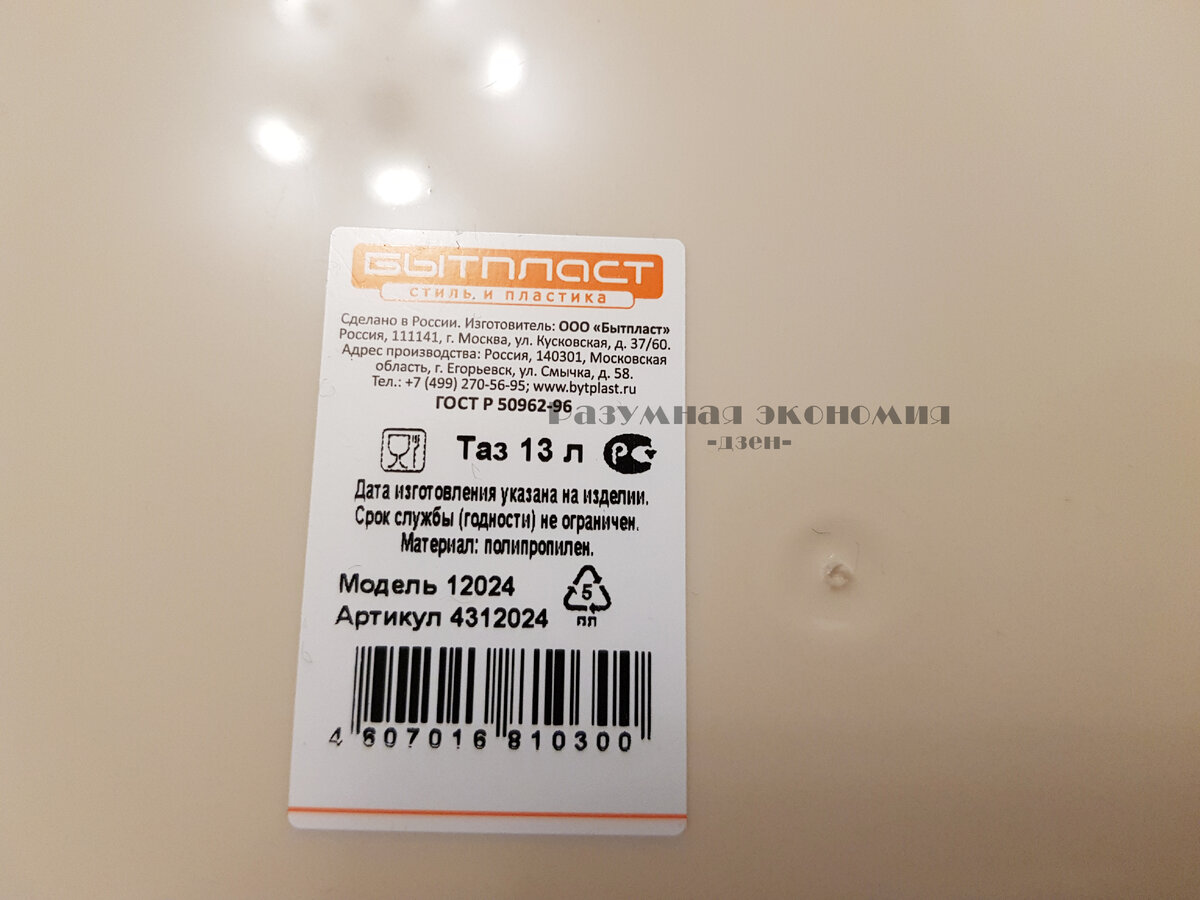 БЫТПЛАСТ
стиль и пластика
Сделано в России. Изготовитель: ООО «Бытпласт»
Россия, 111141, г. Москва, ул. Кусковская, д. 37/60.
Адрес производства: Россия, 140301, Московская
область, г. Егорьевск, ул. Смычка, д. 58.
Тел.: +7 (499) 270-56-95; www.bytplast.ru
ГОСТ Р 50962-96
Разумная экономия
-дзен-
Таз 13 л
РСТ
Дата изготовления указана на изделии.
Срок службы (годности) не ограничен.
Материал: полипропилен.
Модель 12024
Артикул 4312024
5
ПП
4 607016 810300